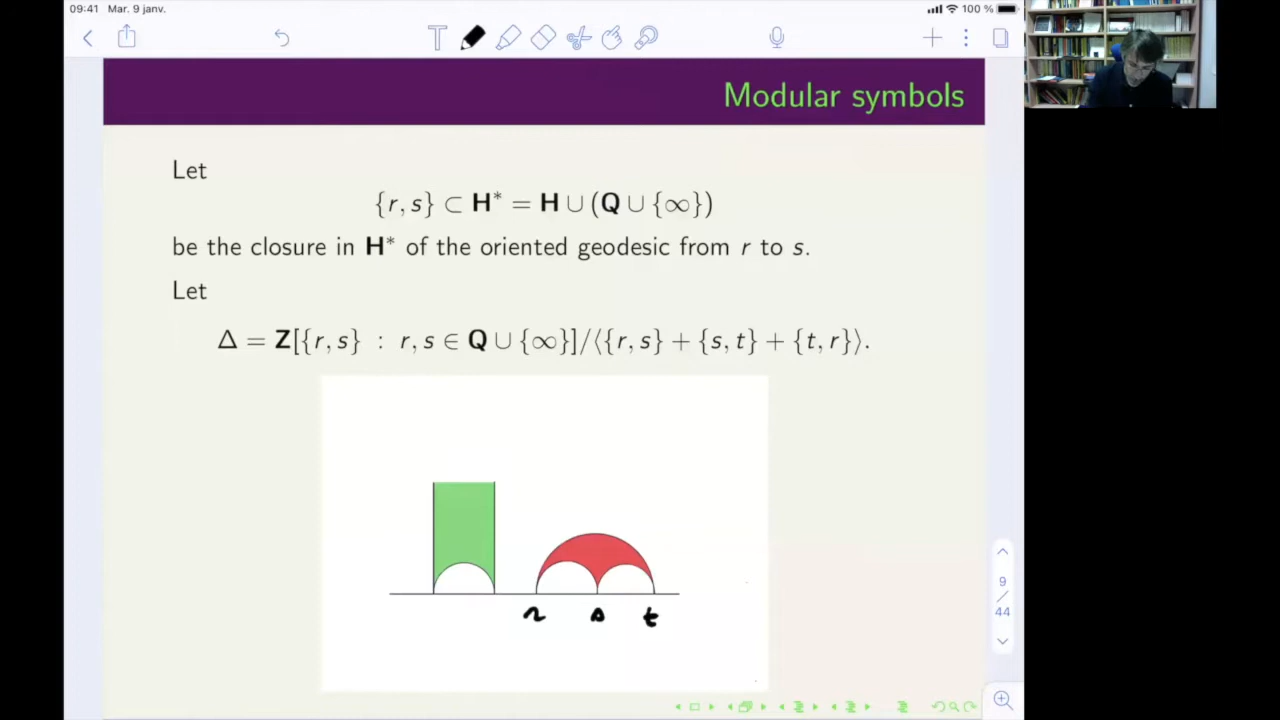 09:41 Mar. 9 janv.
100 %
Modular symbols
Let
{r, s} ⊂ H* = H ∪ (Q ∪ {∞})
be the closure in H* of the oriented geodesic from r to s.
Let
Δ = Z[{r, s} : r, s ∈ Q ∪ {∞}]/⟨{r, s} + {s, t} + {t, r}⟩.
r s t
9
/
44